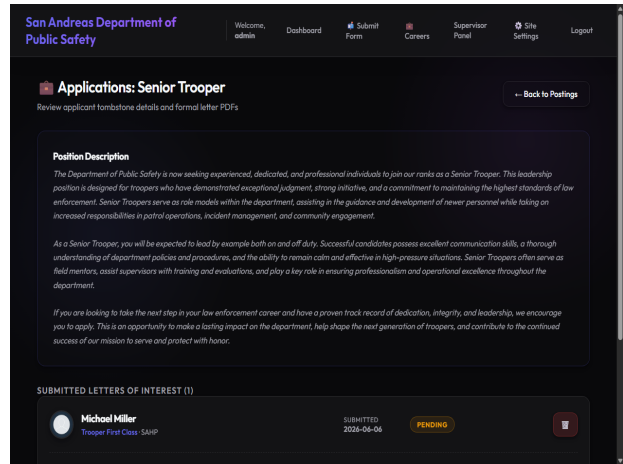 San Andreas Department of
Public Safety
Welcome,
admin
Dashboard
Submit
Form
Careers
Supervisor
Panel
Site
Settings
Logout
Applications: Senior Trooper
Review applicant tombstone details and formal letter PDFs
← Back to Postings
Position Description
The Department of Public Safety is now seeking experienced, dedicated, and professional individuals to join our ranks as a Senior Trooper. This leadership
position is designed for troopers who have demonstrated exceptional judgment, strong initiative, and a commitment to maintaining the highest standards of law
enforcement. Senior Troopers serve as role models within the department, assisting in the guidance and development of newer personnel while taking on
increased responsibilities in patrol operations, incident management, and community engagement.
As a Senior Trooper, you will be expected to lead by example both on and off duty. Successful candidates possess excellent communication skills, a thorough
understanding of department policies and procedures, and the ability to remain calm and effective in high-pressure situations. Senior Troopers often serve as
field mentors, assist supervisors with training and evaluations, and play a key role in ensuring professionalism and operational excellence throughout the
department.
If you are looking to take the next step in your law enforcement career and have a proven track record of dedication, integrity, and leadership, we encourage
you to apply. This is an opportunity to make a lasting impact on the department, help shape the next generation of troopers, and contribute to the continued
success of our mission to serve and protect with honor.
SUBMITTED LETTERS OF INTEREST (1)
Michael Miller
Trooper First Class · SAHP
SUBMITTED
2026-06-06
PENDING